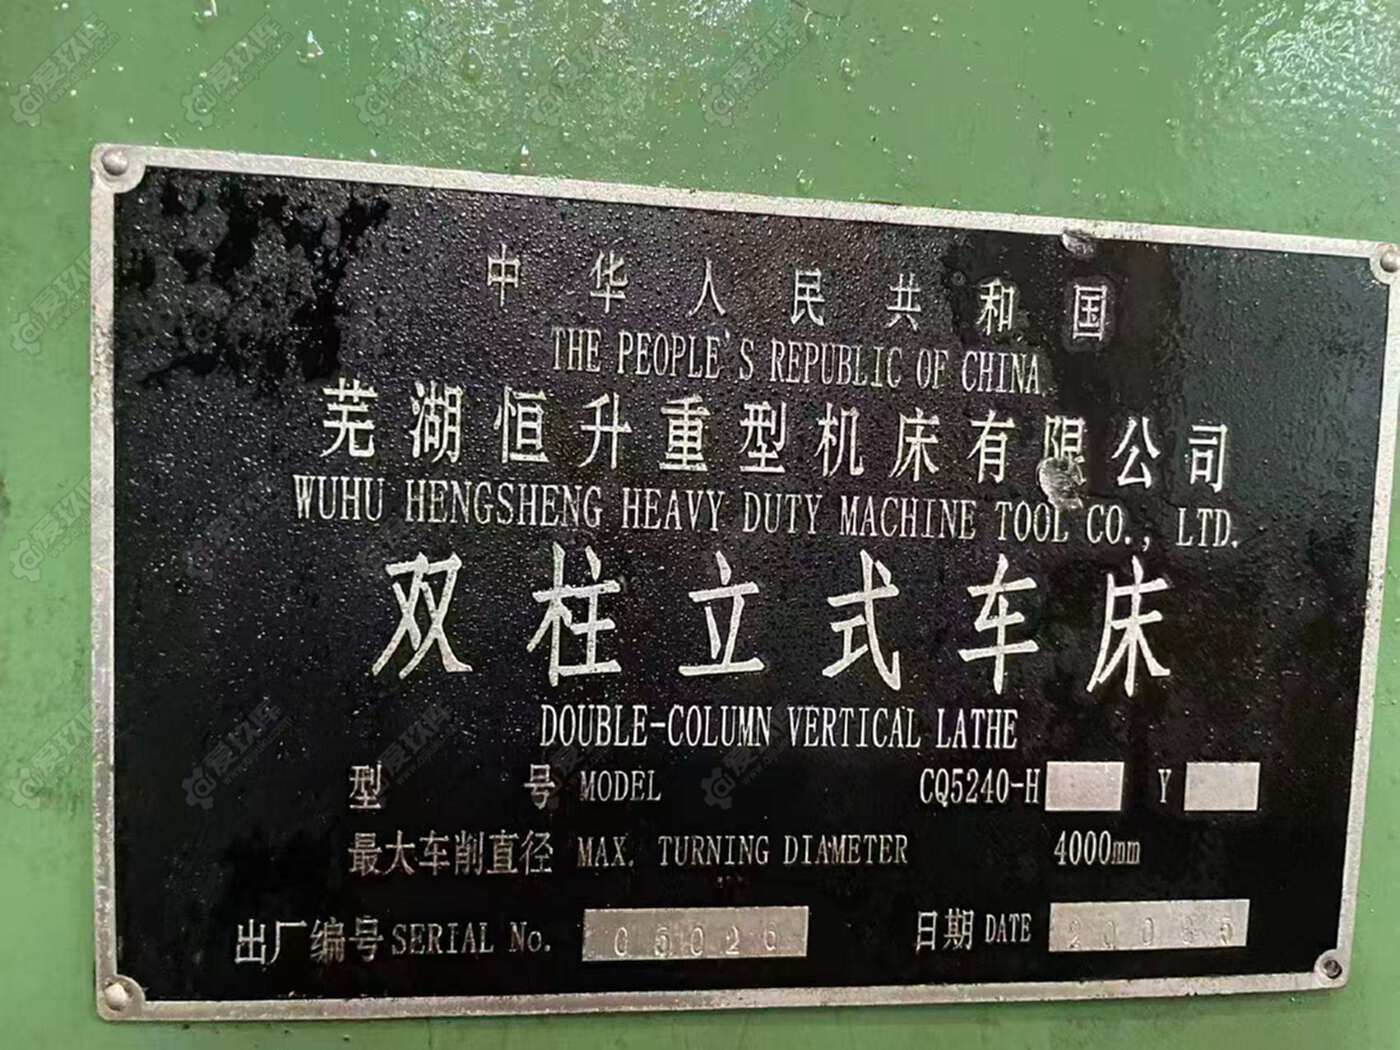 中华人民共和国
THE PEOPLE'S REPUBLIC OF CHINA
芜湖恒升重型机床有限公司
WUHU HENGSHENG HEAVY DUTY MACHINE TOOL CO., LTD.
双柱立式车床
DOUBLE-COLUMN VERTICAL LATHE
型 号 MODEL CQ5240-H Y
最大车削直径 MAX. TURNING DIAMETER 4000mm
出厂编号 SERIAL No. 日期 DATE